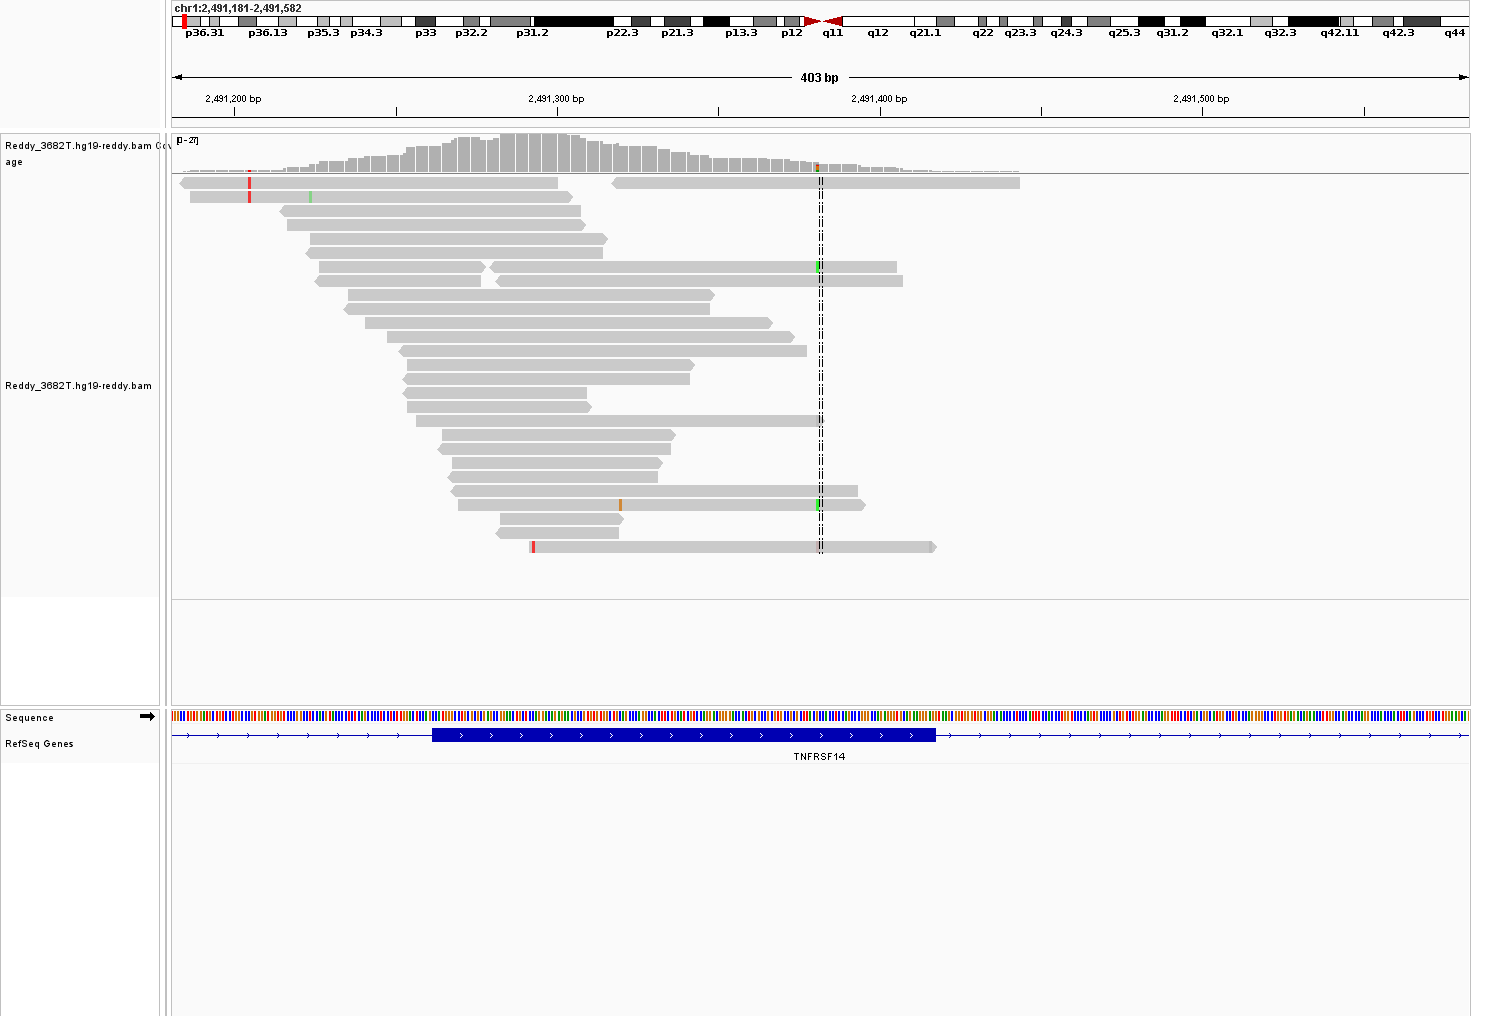 chr1:2,491,181-2,491,582
p36.31 p36.13 p35.3 p34.3 p33 p32.2 p31.2 p22.3 p21.3 p13.3 p12 q11 q12 q21.1 q22 q23.3 q24.3 q25.3 q31.2 q32.1 q32.3 q42.11 q42.3 q44
403 bp
2,491,200 bp 2,491,300 bp 2,491,400 bp 2,491,500 bp
Reddy_3682T.hg19-reddy.bam Cov
age
[0 - 27]
Reddy_3682T.hg19-reddy.bam
Sequence
RefSeq Genes
TNFRSF14